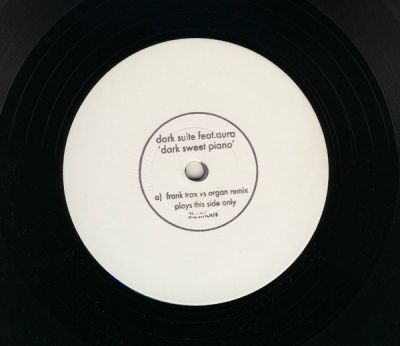 dark suite feat.aura
'dark sweet piano'
a) frank trax vs organ remix
plays this side only